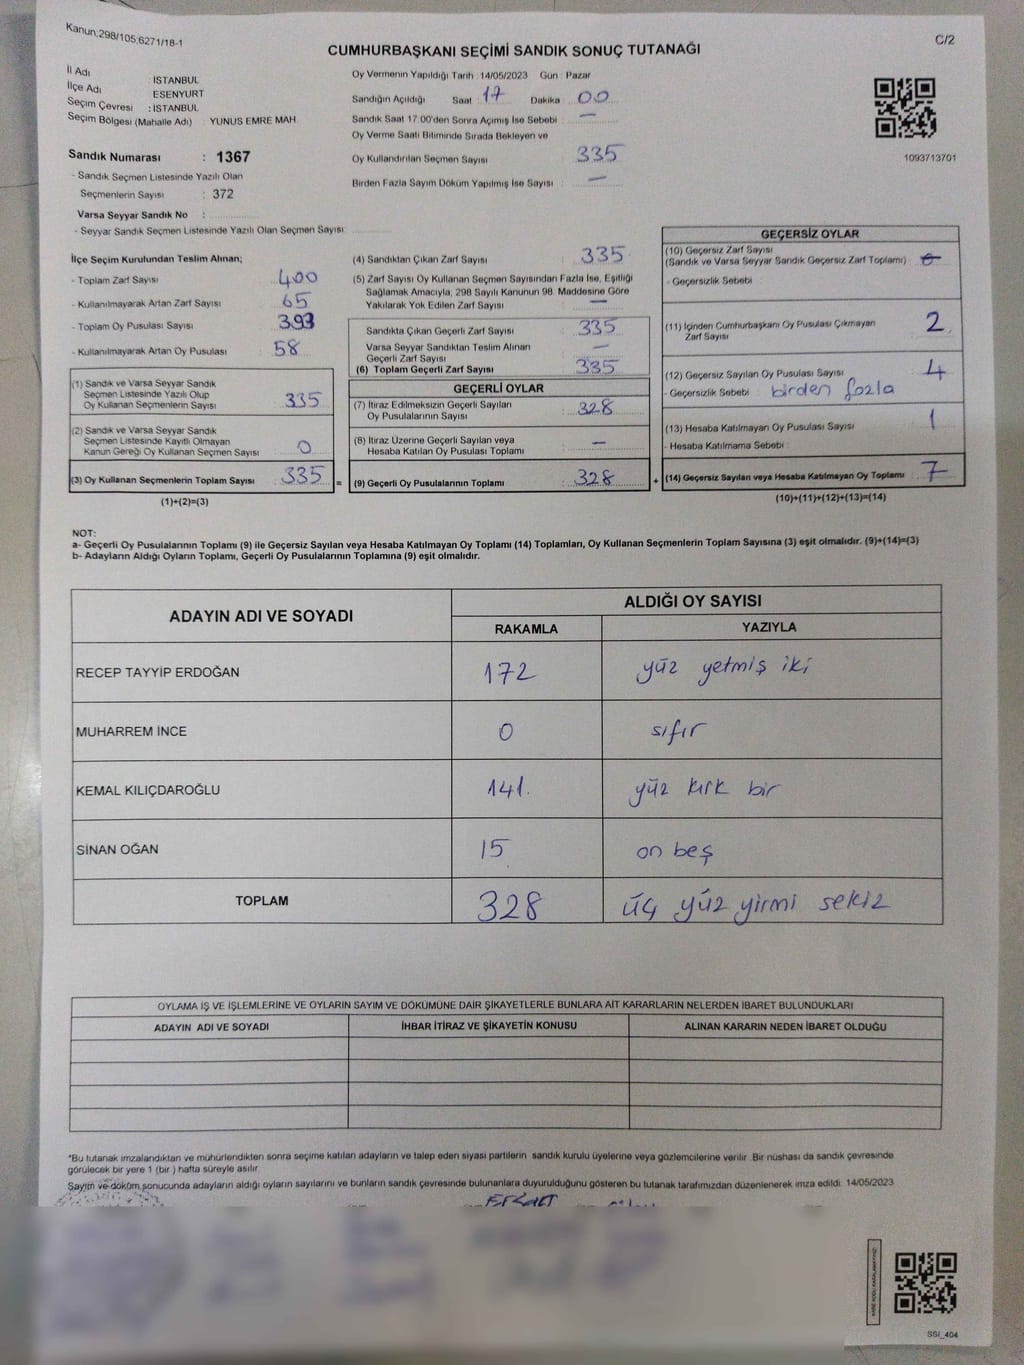 Kanun;298/105;6271/18-1
C/2
CUMHURBAŞKANI SEÇİMİ SANDIK SONUÇ TUTANAĞI
İl Adı : İSTANBUL
İlçe Adı : ESENYURT
Seçim Çevresi : İSTANBUL
Seçim Bölgesi (Mahalle Adı) : YUNUS EMRE MAH
Sandık Numarası : 1367
- Sandık Seçmen Listesinde Yazılı Olan
Seçmenlerin Sayısı : 372
Varsa Seyyar Sandık No :
- Seyyar Sandık Seçmen Listesinde Yazılı Olan Seçmen Sayısı:
Oy Vermenin Yapıldığı Tarih : 14/05/2023 Gün : Pazar
Sandığın Açıldığı Saat : 17 Dakika : 00
Sandık Saat 17:00'den Sonra Açımış İse Sebebi : —
Oy Verme Saati Bitiminde Sırada Bekleyen ve
Oy Kullandırılan Seçmen Sayısı : 335
Birden Fazla Sayım Döküm Yapılmış İse Sayısı : —
1093713701
İlçe Seçim Kurulundan Teslim Alınan;
- Toplam Zarf Sayısı : 400
- Kullanılmayarak Artan Zarf Sayısı : 65
- Toplam Oy Pusulası Sayısı : 393
- Kullanılmayarak Artan Oy Pusulası : 58
(1) Sandık ve Varsa Seyyar Sandık
Seçmen Listesinde Yazılı Olup
Oy Kullanan Seçmenlerin Sayısı : 335
(2) Sandık ve Varsa Seyyar Sandık
Seçmen Listesinde Kayıtlı Olmayan
Kanun Gereği Oy Kullanan Seçmen Sayısı : 0
(3) Oy Kullanan Seçmenlerin Toplam Sayısı : 335 =
(1)+(2)=(3)
(4) Sandıktan Çıkan Zarf Sayısı : 335
(5) Zarf Sayısı Oy Kullanan Seçmen Sayısından Fazla İse, Eşitliği
Sağlamak Amacıyla, 298 Sayılı Kanunun 98. Maddesine Göre
Yakılarak Yok Edilen Zarf Sayısı : —
Sandıkta Çıkan Geçerli Zarf Sayısı : 335
Varsa Seyyar Sandıktan Teslim Alınan
Geçerli Zarf Sayısı : —
(6) Toplam Geçerli Zarf Sayısı : 335
GEÇERLİ OYLAR
(7) İtiraz Edilmeksizin Geçerli Sayılan
Oy Pusulalarının Sayısı : 328
(8) İtiraz Üzerine Geçerli Sayılan veya
Hesaba Katılan Oy Pusulası Toplamı : —
(9) Geçerli Oy Pusulalarının Toplamı : 328 +
GEÇERSİZ OYLAR
(10) Geçersiz Zarf Sayısı
(Sandık ve Varsa Seyyar Sandık Geçersiz Zarf Toplamı) :
- Geçersizlik Sebebi :
(11) İçinden Cumhurbaşkanı Oy Pusulası Çıkmayan
Zarf Sayısı : 2
(12) Geçersiz Sayılan Oy Pusulası Sayısı : 4
- Geçersizlik Sebebi : birden fazla
(13) Hesaba Katılmayan Oy Pusulası Sayısı : 1
- Hesaba Katılmama Sebebi :
(14) Geçersiz Sayılan veya Hesaba Katılmayan Oy Toplamı : 7
(10)+(11)+(12)+(13)=(14)
NOT:
a- Geçerli Oy Pusulalarının Toplamı (9) ile Geçersiz Sayılan veya Hesaba Katılmayan Oy Toplamı (14) Toplamları, Oy Kullanan Seçmenlerin Toplam Sayısına (3) eşit olmalıdır. (9)+(14)=(3)
b- Adayların Aldığı Oyların Toplamı, Geçerli Oy Pusulalarının Toplamına (9) eşit olmalıdır.
ADAYIN ADI VE SOYADI ALDIĞI OY SAYISI
RAKAMLA YAZIYLA
RECEP TAYYİP ERDOĞAN 172 yüz yetmiş iki
MUHARREM İNCE 0 sıfır
KEMAL KILIÇDAROĞLU 141. yüz kırk bir
SİNAN OĞAN 15 on beş
TOPLAM 328 üç yüz yirmi sekiz
OYLAMA İŞ VE İŞLEMLERİNE VE OYLARIN SAYIM VE DÖKÜMÜNE DAİR ŞİKAYETLERLE BUNLARA AİT KARARLARIN NELERDEN İBARET BULUNDUKLARI
ADAYIN ADI VE SOYADI İHBAR İTİRAZ VE ŞİKAYETİN KONUSU ALINAN KARARIN NEDEN İBARET OLDUĞU
*Bu tutanak imzalandıktan ve mühürlendikten sonra seçime katılan adayların ve talep eden siyasi partilerin sandık kurulu üyelerine veya gözlemcilerine verilir. Bir nüshası da sandık çevresinde
görülecek bir yere 1 (bir ) hafta süreyle asılır.
Sayım ve döküm sonucunda adayların aldığı oyların sayılarını ve bunların sandık çevresinde bulunanlara duyurulduğunu gösteren bu tutanak tarafımızdan düzenlenerek imza edildi. 14/05/2023
SSI_404